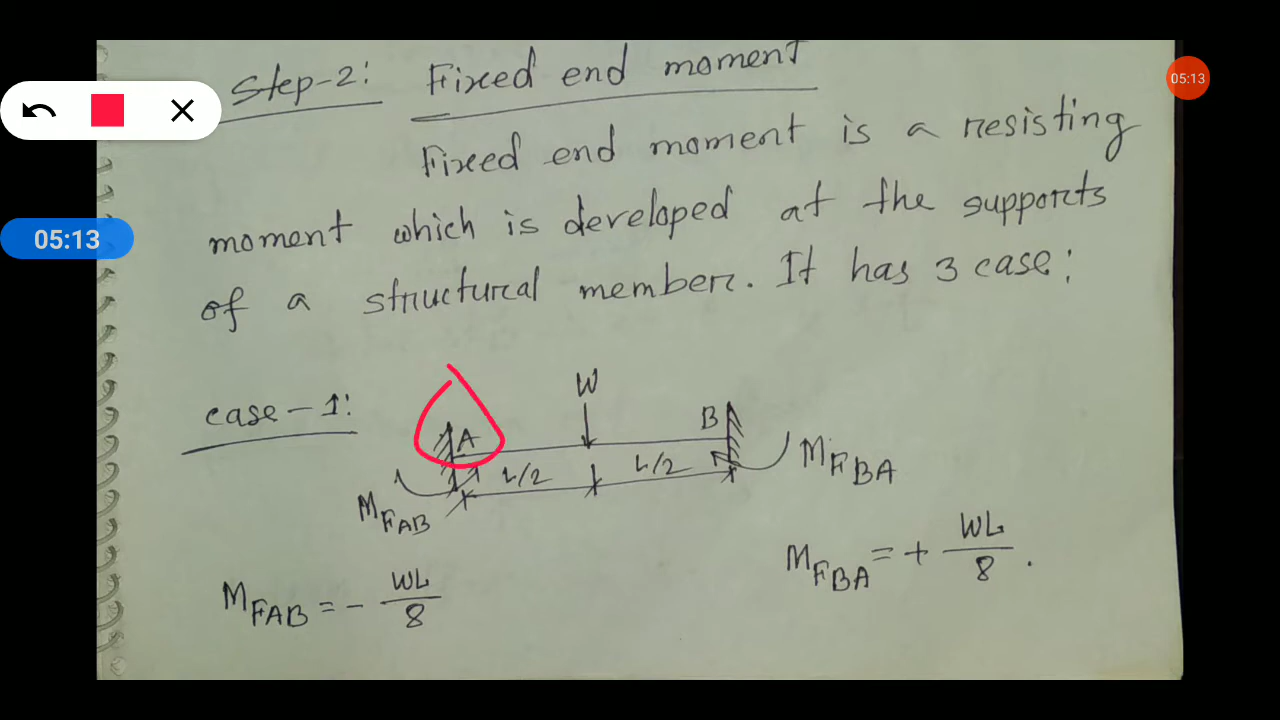 Step-2: Fixed end moment
05:13
Fixed end moment is a resisting
05:13
moment which is developed at the supports
of a structural member. It has 3 case:
case-1:
W
A
B
L/2
L/2
MFAB
MFBA
MFAB = - WL/8
MFBA = + WL/8.